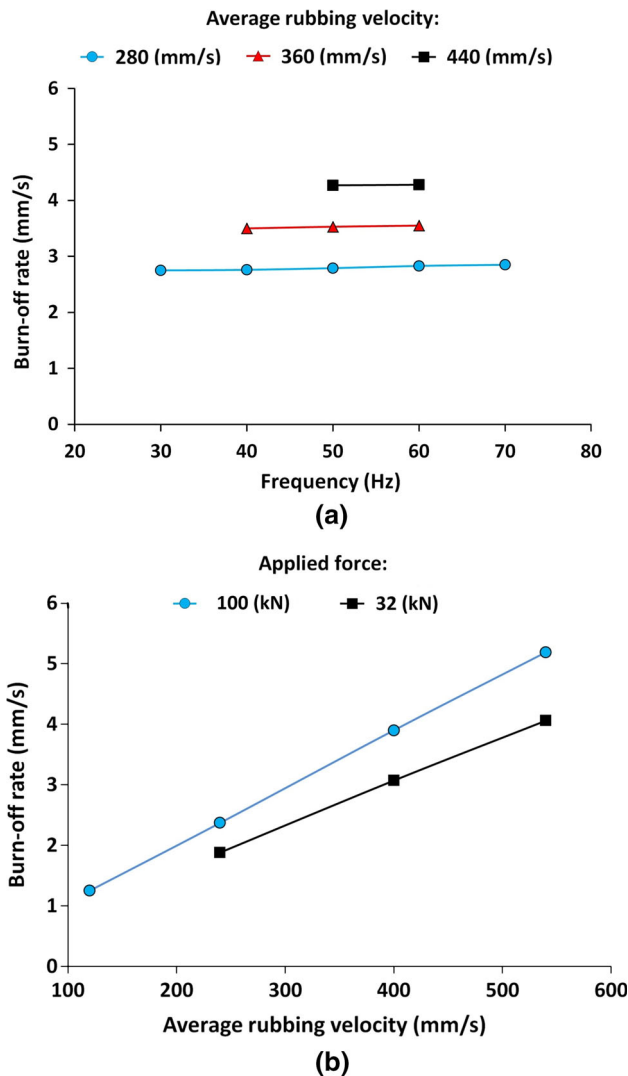 Average rubbing velocity:
280 (mm/s) 360 (mm/s) 440 (mm/s)
6
5
4
3
2
1
0
Burn-off rate (mm/s)
20 30 40 50 60 70 80
Frequency (Hz)
(a)
Applied force:
100 (kN) 32 (kN)
6
5
4
3
2
1
0
Burn-off rate (mm/s)
100 200 300 400 500 600
Average rubbing velocity (mm/s)
(b)